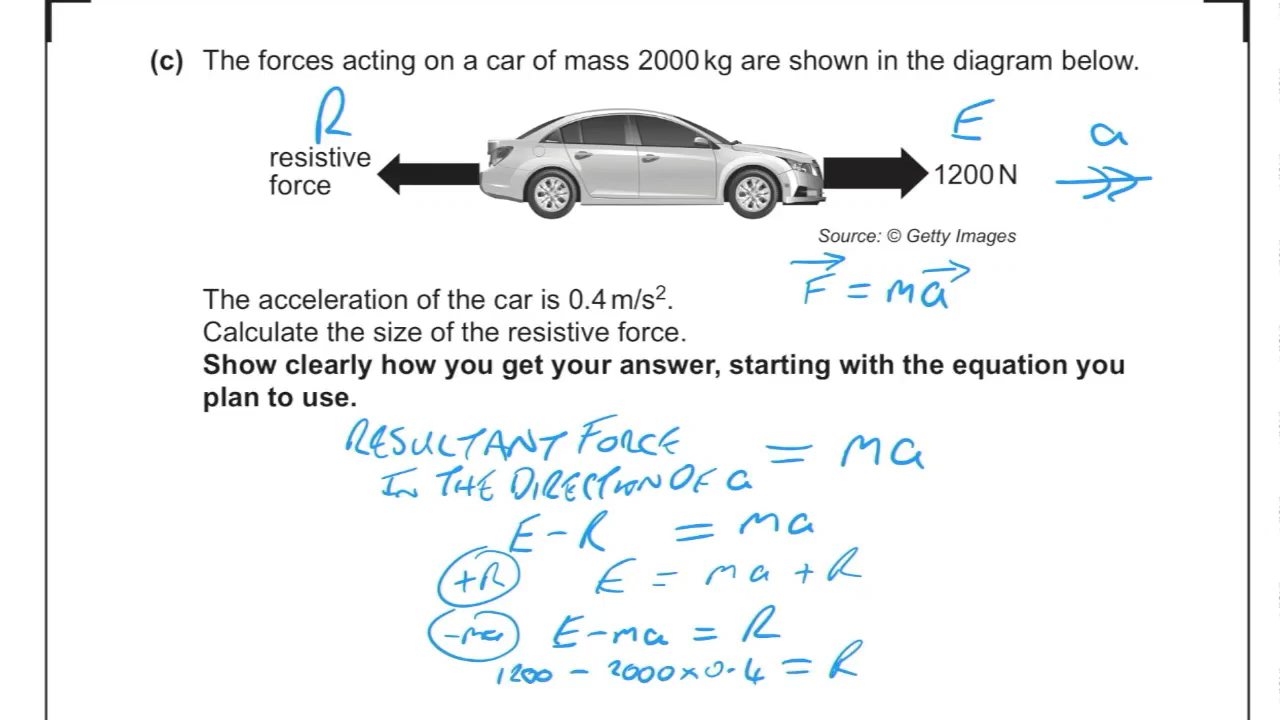 (c) The forces acting on a car of mass 2000 kg are shown in the diagram below.
R
E
a
resistive
force
1200 N
Source: © Getty Images
F = ma
The acceleration of the car is 0.4 m/s².
Calculate the size of the resistive force.
Show clearly how you get your answer, starting with the equation you
plan to use.
RESULTANT FORCE
IN THE DIRECTION OF a = ma
E - R = ma
+R E = ma + R
-ma E - ma = R
1200 - 2000 × 0.4 = R